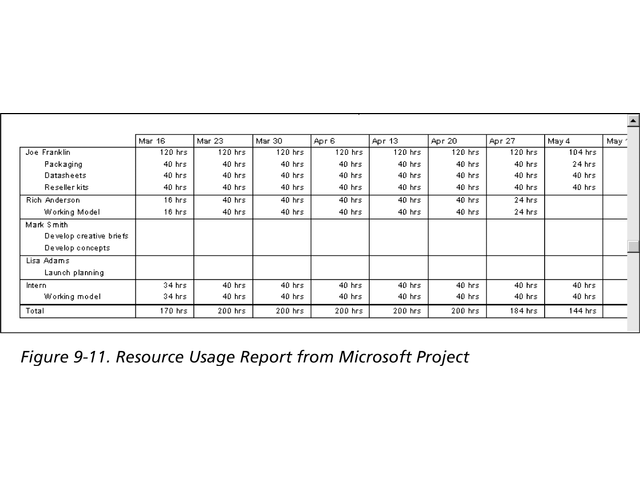 Mar 16 Mar 23 Mar 30 Apr 6 Apr 13 Apr 20 Apr 27 May 4 May
Joe Franklin 120 hrs 120 hrs 120 hrs 120 hrs 120 hrs 120 hrs 120 hrs 104 hrs
Packaging 40 hrs 40 hrs 40 hrs 40 hrs 40 hrs 40 hrs 40 hrs 24 hrs
Datasheets 40 hrs 40 hrs 40 hrs 40 hrs 40 hrs 40 hrs 40 hrs 40 hrs
Reseller kits 40 hrs 40 hrs 40 hrs 40 hrs 40 hrs 40 hrs 40 hrs 40 hrs
Rich Anderson 16 hrs 40 hrs 40 hrs 40 hrs 40 hrs 40 hrs 24 hrs
Working Model 16 hrs 40 hrs 40 hrs 40 hrs 40 hrs 40 hrs 24 hrs
Mark Smith
Develop creative briefs
Develop concepts
Lisa Adams
Launch planning
Intern 34 hrs 40 hrs 40 hrs 40 hrs 40 hrs 40 hrs 40 hrs 40 hrs
Working model 34 hrs 40 hrs 40 hrs 40 hrs 40 hrs 40 hrs 40 hrs 40 hrs
Total 170 hrs 200 hrs 200 hrs 200 hrs 200 hrs 200 hrs 184 hrs 144 hrs
Figure 9-11. Resource Usage Report from Microsoft Project